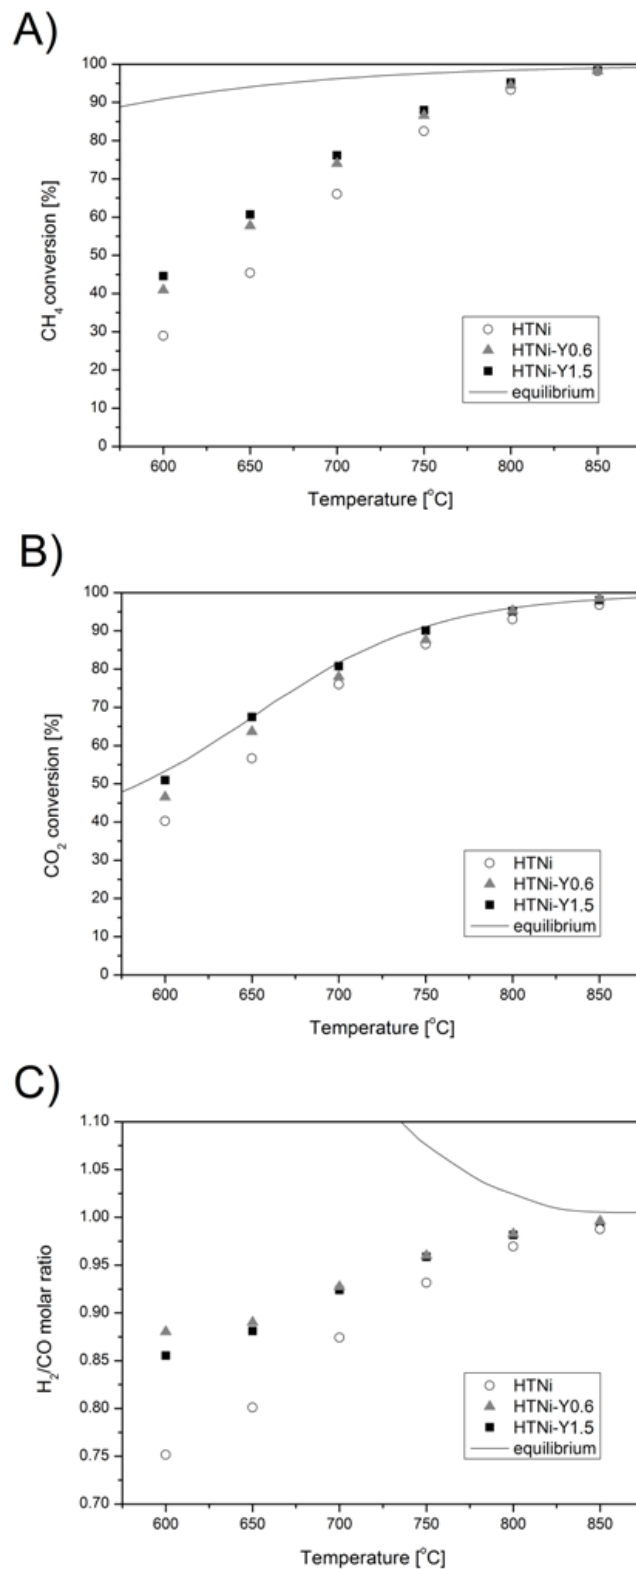 A)
100
90
80
70
60
50
40
30
20
10
0
CH4 conversion [%]
HTNi
HTNi-Y0.6
HTNi-Y1.5
equilibrium
600 650 700 750 800 850
Temperature [°C]
B)
100
90
80
70
60
50
40
30
20
10
0
CO2 conversion [%]
HTNi
HTNi-Y0.6
HTNi-Y1.5
equilibrium
600 650 700 750 800 850
Temperature [°C]
C)
1.10
1.05
1.00
0.95
0.90
0.85
0.80
0.75
0.70
H2/CO molar ratio
HTNi
HTNi-Y0.6
HTNi-Y1.5
equilibrium
600 650 700 750 800 850
Temperature [°C]